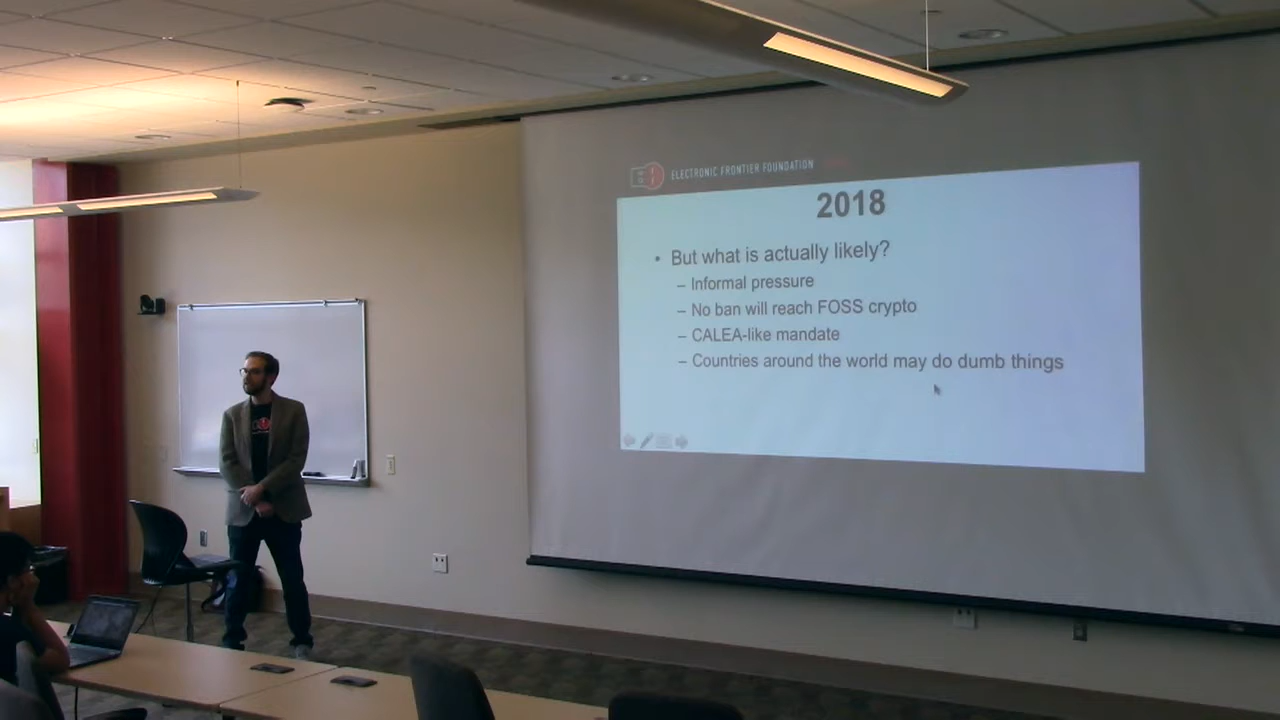 ELECTRONIC FRONTIER FOUNDATION
2018
• But what is actually likely?
– Informal pressure
– No ban will reach FOSS crypto
– CALEA-like mandate
– Countries around the world may do dumb things